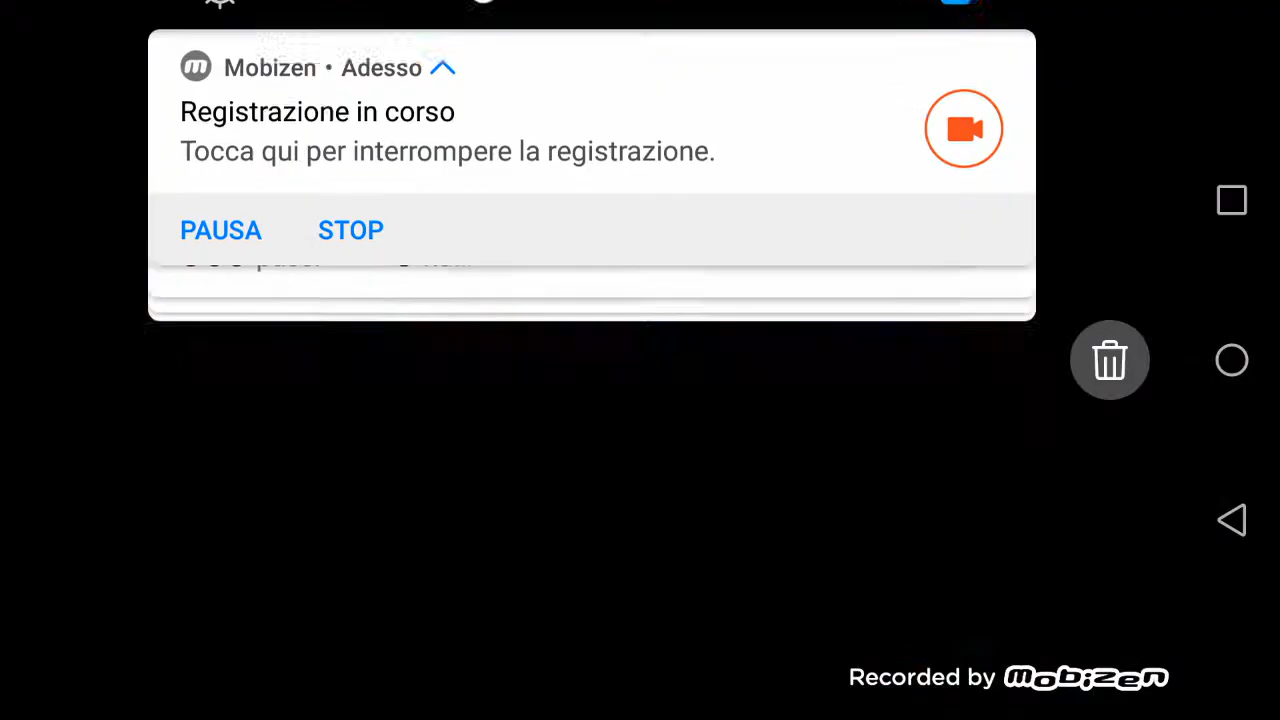 Mobizen • Adesso
Registrazione in corso
Tocca qui per interrompere la registrazione.
PAUSA STOP
Recorded by mobizen